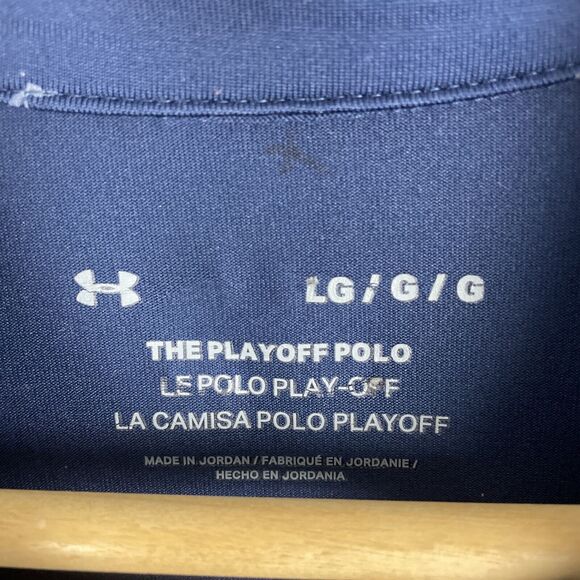 LG / G / G
THE PLAYOFF POLO
LE POLO PLAY-OFF
LA CAMISA POLO PLAYOFF
MADE IN JORDAN / FABRIQUÉ EN JORDANIE /
HECHO EN JORDANIA